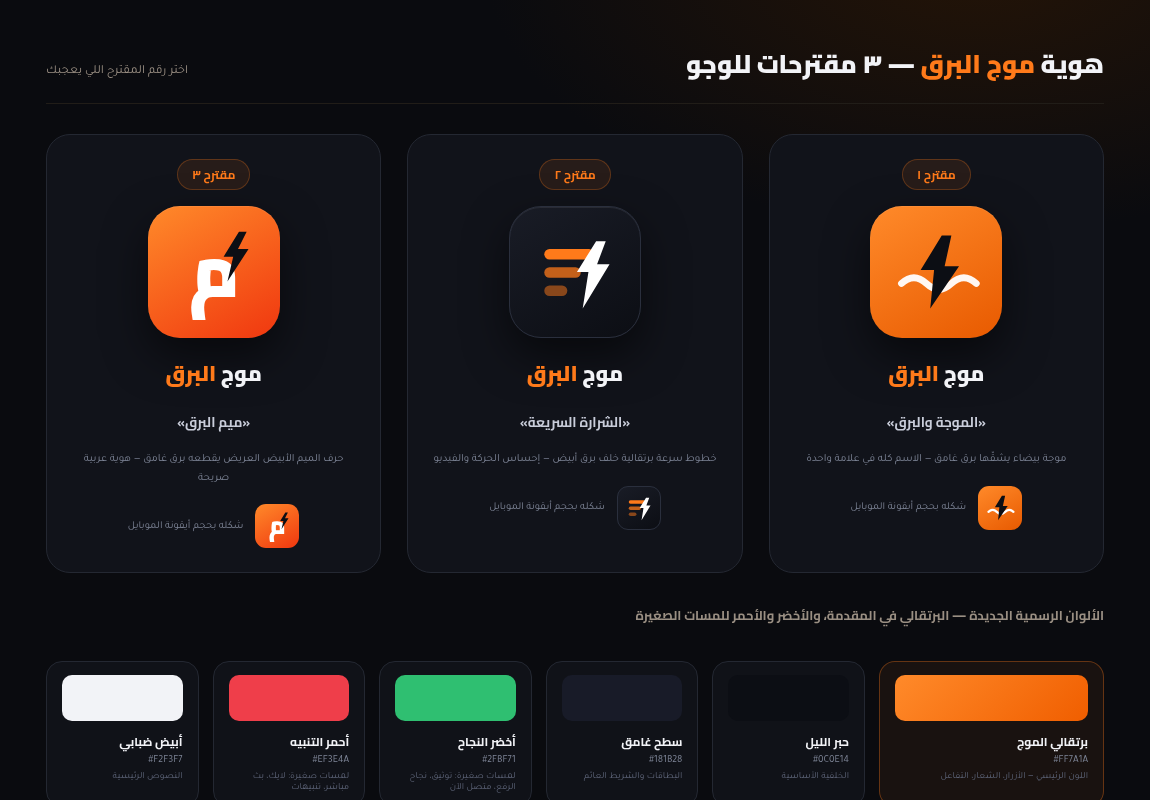 هوية موج البرق — ٣ مقترحات للوجو
اختر رقم المقترح اللي يعجبك
مقترح ١
موج البرق
«الموجة والبرق»
موجة بيضاء يشقّها برق غامق – الاسم كله في علامة واحدة
شكله بحجم أيقونة الموبايل
مقترح ٢
موج البرق
«الشرارة السريعة»
خطوط سرعة برتقالية خلف برق أبيض – إحساس الحركة والفيديو
شكله بحجم أيقونة الموبايل
مقترح ٣
م
موج البرق
«ميم البرق»
حرف الميم الأبيض العريض يقطعه برق غامق – هوية عربية
صريحة
م
شكله بحجم أيقونة الموبايل
الألوان الرسمية الجديدة — البرتقالي في المقدمة، والأخضر والأحمر للمسات الصغيرة
برتقالي الموج
#FF7A1A
اللون الرئيسي – الأزرار، الشعار، التفاعل
حبر الليل
#0C0E14
الخلفية الأساسية
سطح غامق
#181B28
البطاقات والشريط العائم
أخضر النجاح
#2FBF71
لمسات صغيرة: توثيق، نجاح
الرفع، متصل الآن
أحمر التنبيه
#EF3E4A
لمسات صغيرة: لايك، بث
مباشر، تنبيهات
أبيض ضبابي
#F2F3F7
النصوص الرئيسية